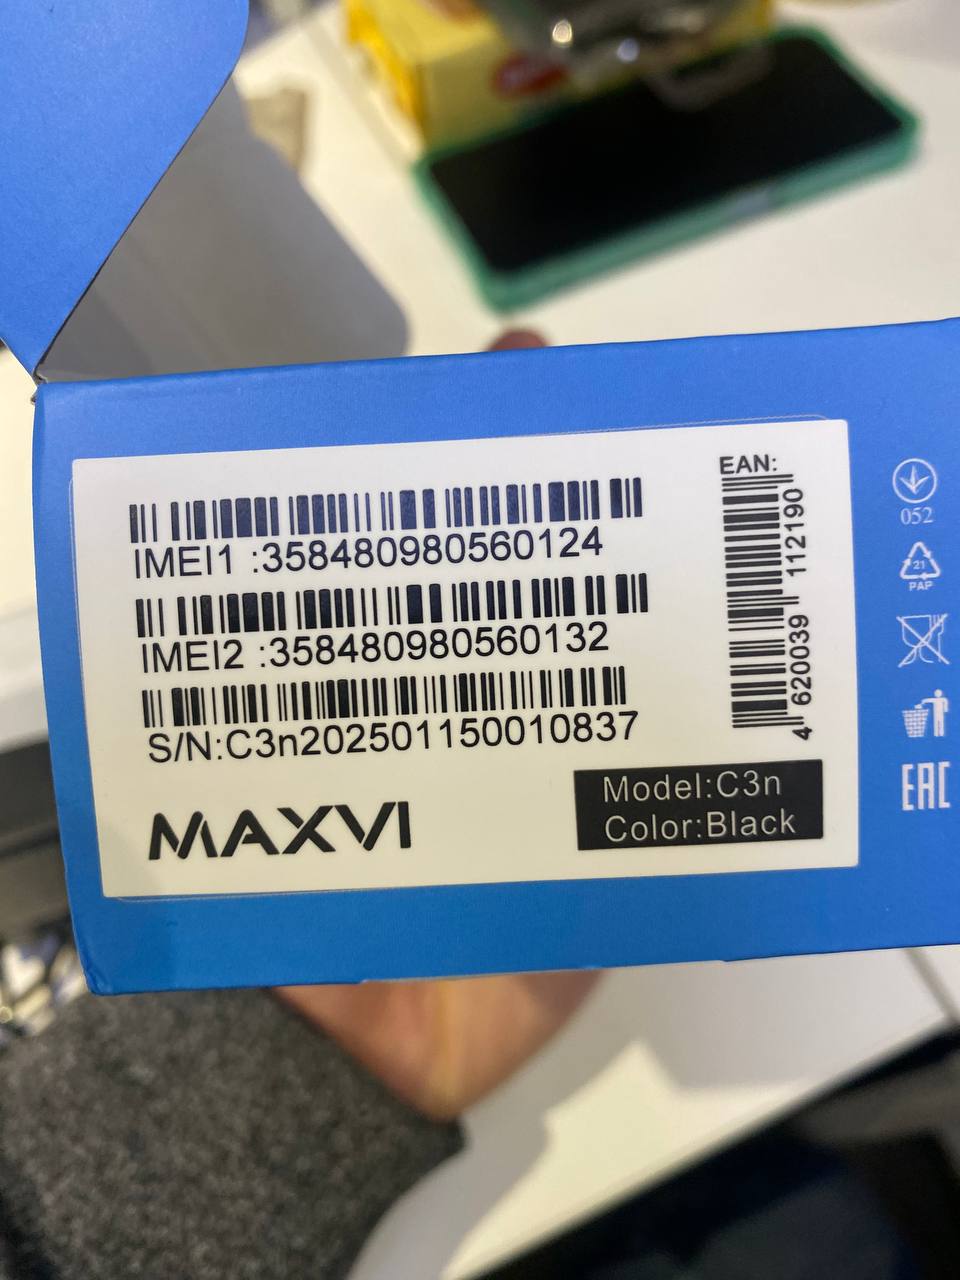 EAN:
IMEI1 :358480980560124
IMEI2 :358480980560132
S/N:C3n202501150010837
4 620039 112190
MAXVI
Model:C3n
Color:Black
052
21
PAP
EAC